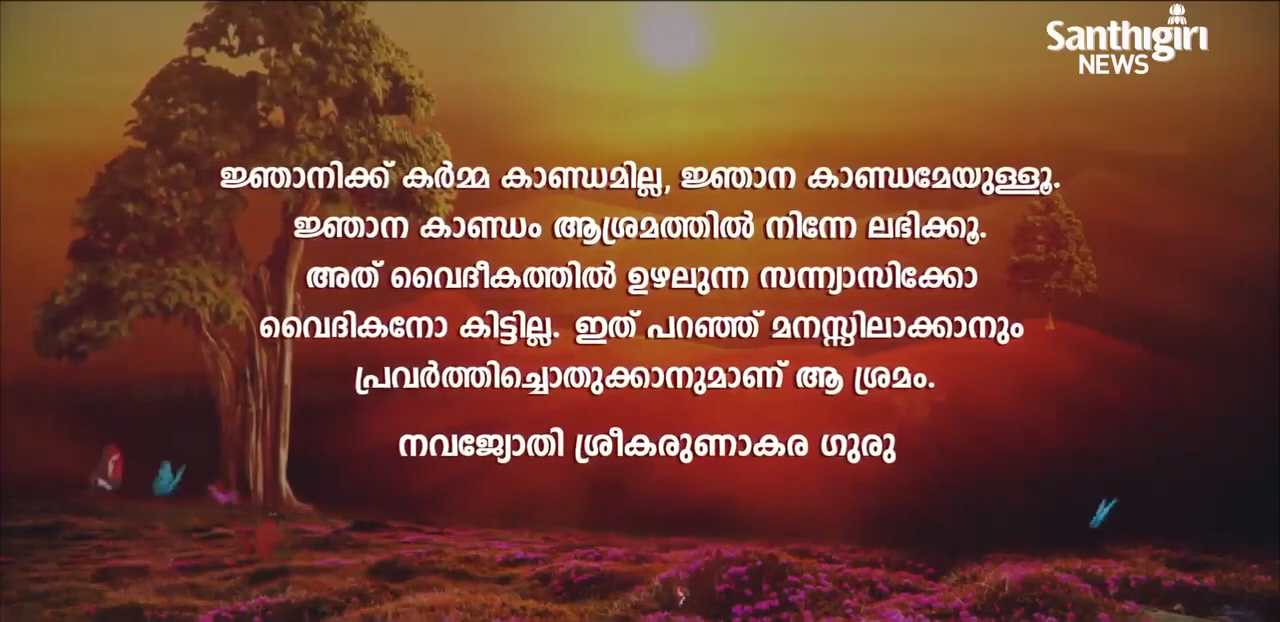 Santhigiri
NEWS
ജ്ഞാനിക്ക് കർമ്മ കാണ്ഡമില്ല, ജ്ഞാന കാണ്ഡമേയുള്ളൂ.
ജ്ഞാന കാണ്ഡം ആശ്രമത്തിൽ നിന്നേ ലഭിക്കൂ.
അത് വൈദീകത്തിൽ ഉഴലുന്ന സന്ന്യാസിക്കോ
വൈദികനോ കിട്ടില്ല. ഇത് പറഞ്ഞ് മനസ്സിലാക്കാനും
പ്രവർത്തിച്ചൊതുക്കാനുമാണ് ആ ശ്രമം.
നവജ്യോതി ശ്രീകരുണാകര ഗുരു